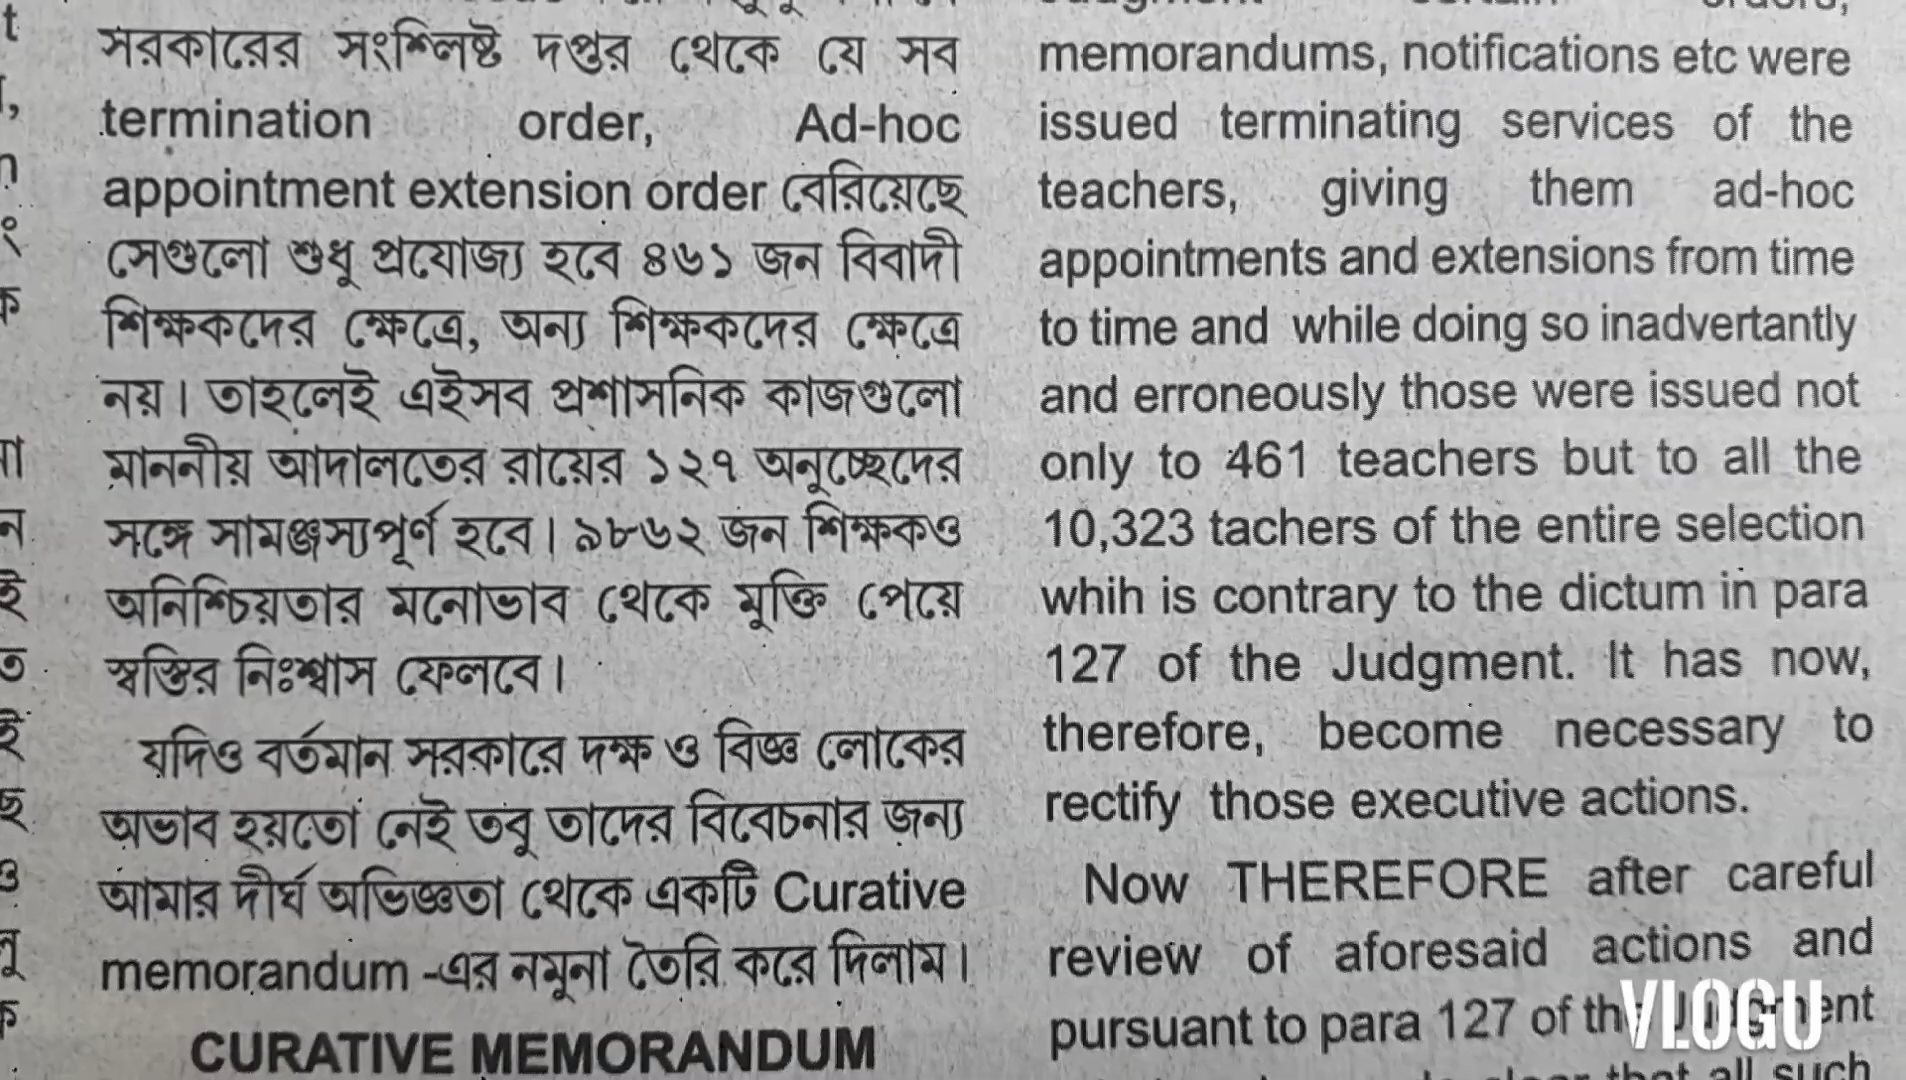 সরকারের সংশ্লিষ্ট দপ্তর থেকে যে সব
termination order, Ad-hoc
appointment extension order বেরিয়েছে
সেগুলো শুধু প্রযোজ্য হবে ৪৬১ জন বিবাদী
শিক্ষকদের ক্ষেত্রে, অন্য শিক্ষকদের ক্ষেত্রে
নয়। তাহলেই এইসব প্রশাসনিক কাজগুলো
মাননীয় আদালতের রায়ের ১২৭ অনুচ্ছেদের
সঙ্গে সামঞ্জস্যপূর্ণ হবে। ৯৮৬২ জন শিক্ষকও
অনিশ্চিয়তার মনোভাব থেকে মুক্তি পেয়ে
স্বস্তির নিঃশ্বাস ফেলবে।
যদিও বর্তমান সরকারে দক্ষ ও বিজ্ঞ লোকের
অভাব হয়তো নেই তবু তাদের বিবেচনার জন্য
আমার দীর্ঘ অভিজ্ঞতা থেকে একটি Curative
memorandum -এর নমুনা তৈরি করে দিলাম।
CURATIVE MEMORANDUM
memorandums, notifications etc were
issued terminating services of the
teachers, giving them ad-hoc
appointments and extensions from time
to time and while doing so inadvertantly
and erroneously those were issued not
only to 461 teachers but to all the
10,323 tachers of the entire selection
whih is contrary to the dictum in para
127 of the Judgment. It has now,
therefore, become necessary to
rectify those executive actions.
Now THEREFORE after careful
review of aforesaid actions and
pursuant to para 127 of the Judgment
that all such
VLOGU